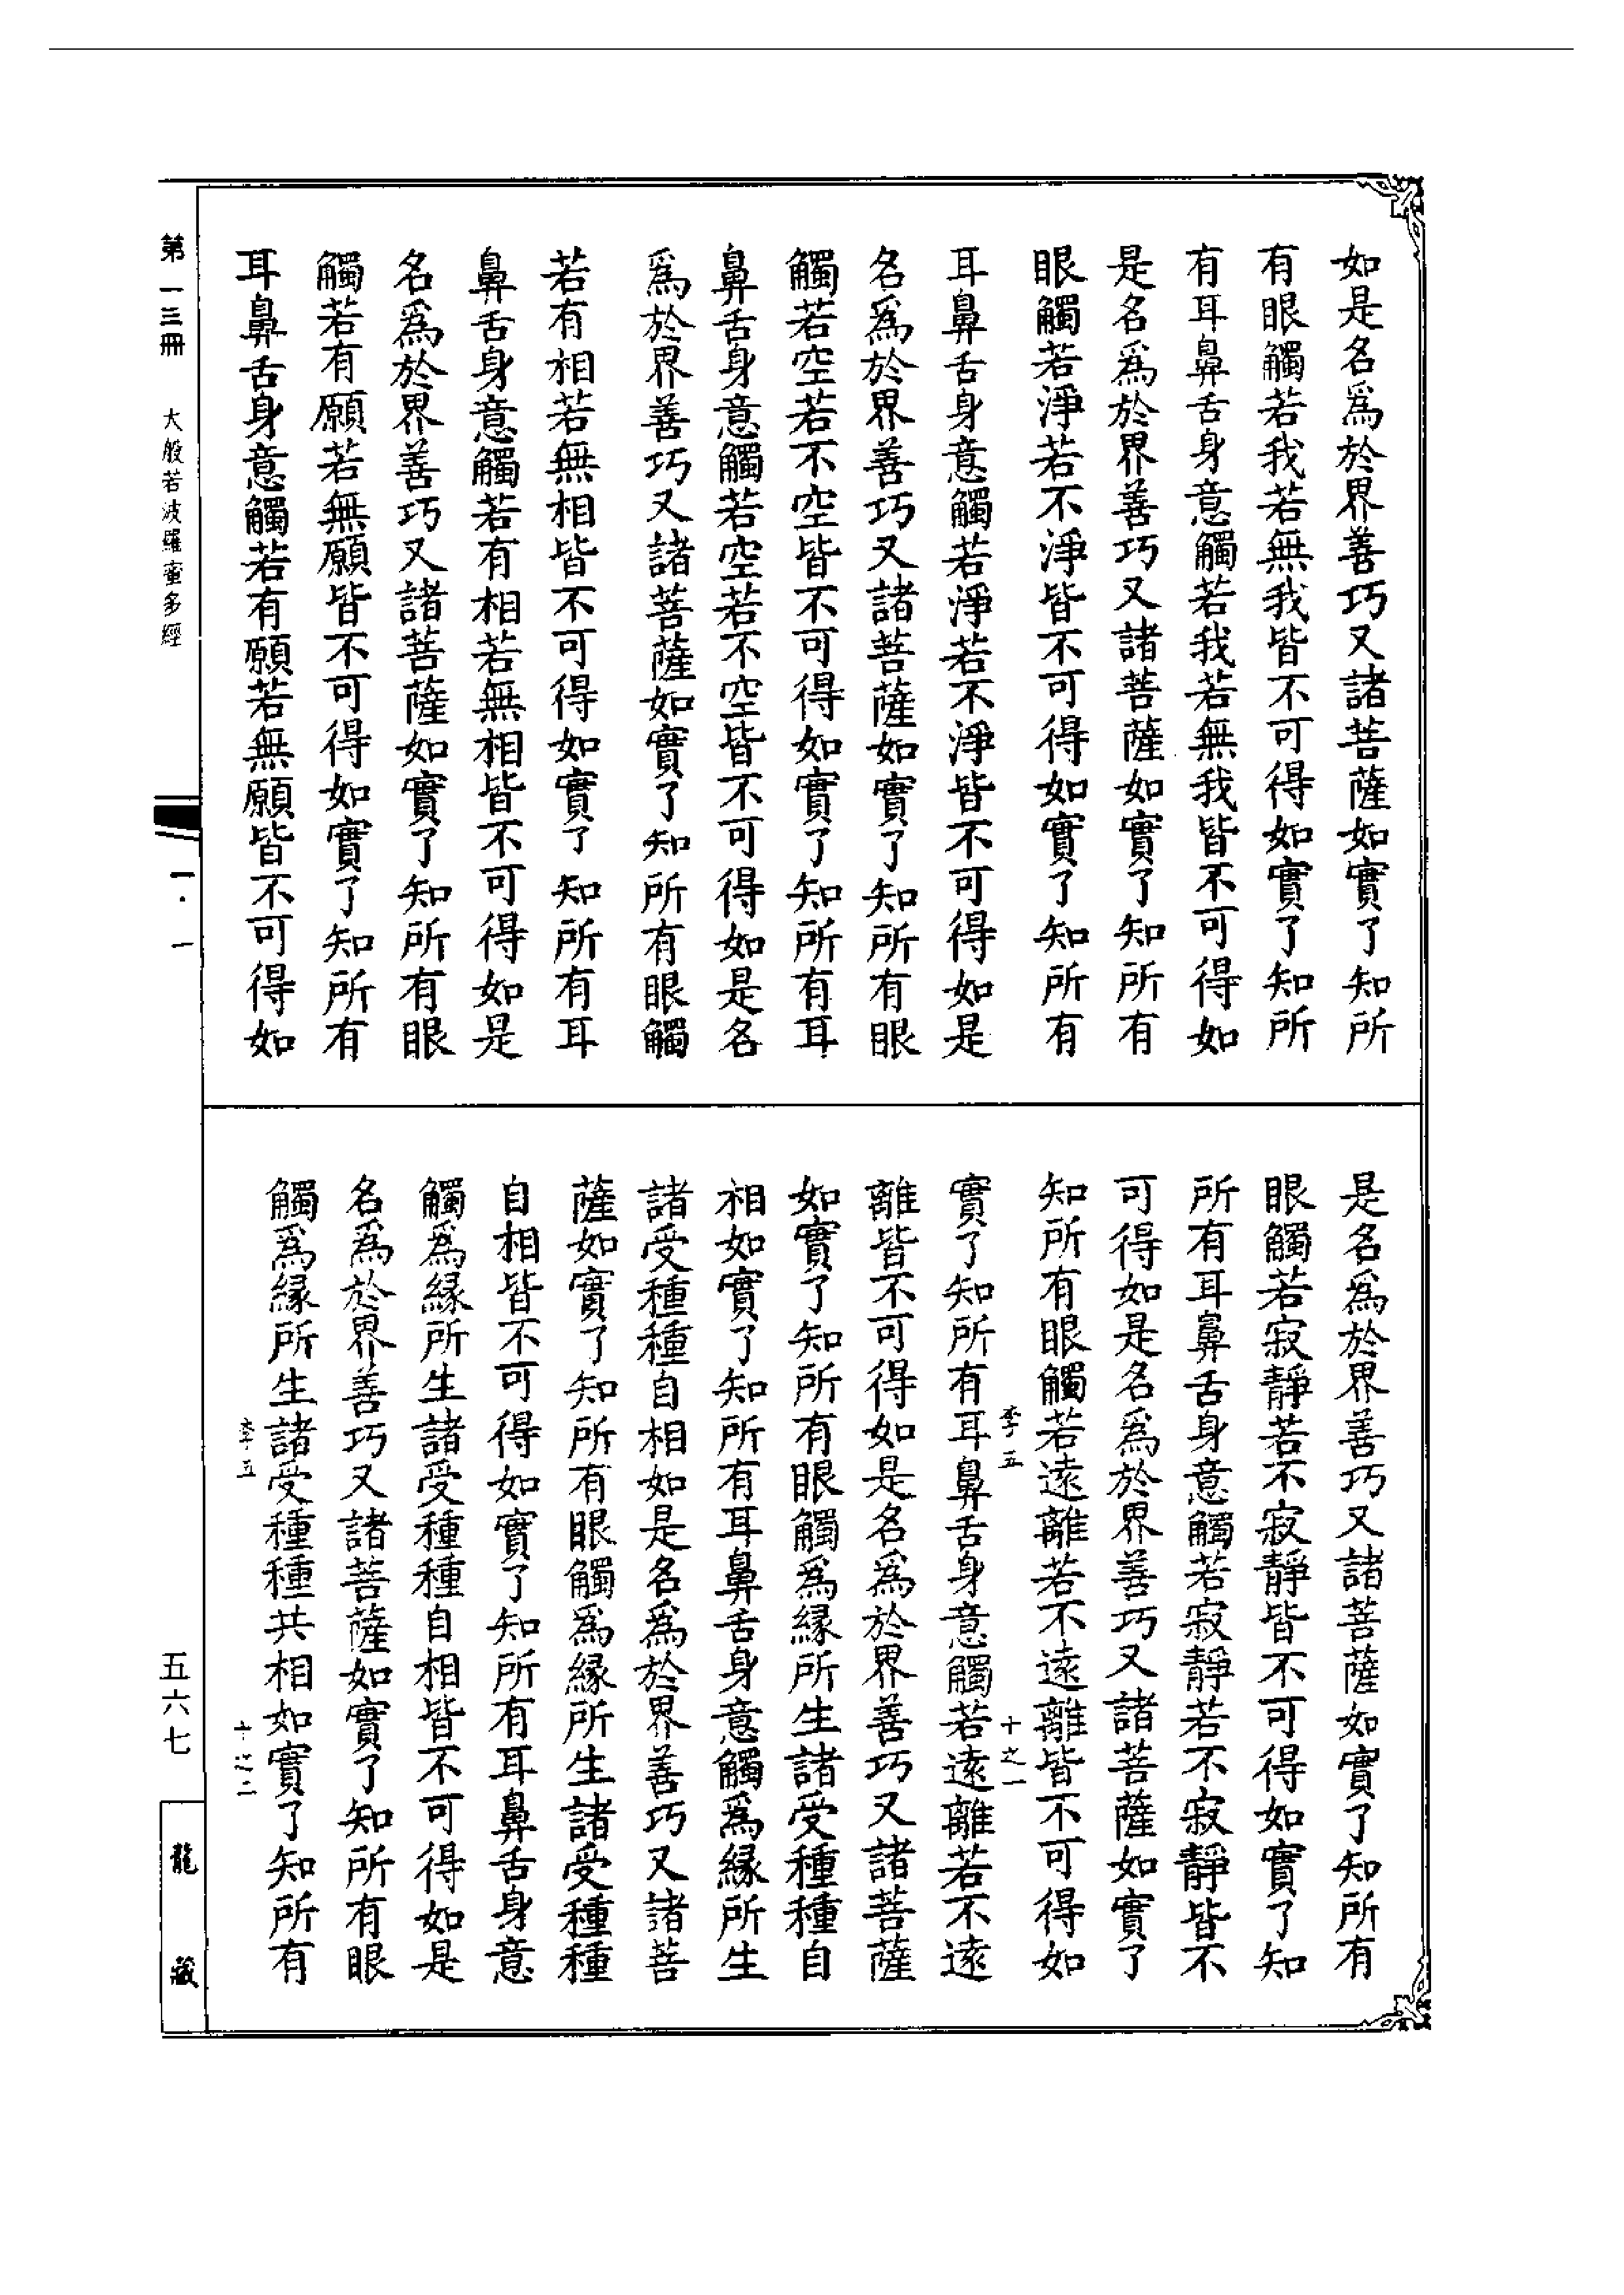 如是名爲於界善巧又諸菩薩如實了知所
有眼觸若我若無我皆不可得如實了知所
有耳鼻舌身意觸若我若無我皆不可得如
是名爲於界善巧又諸菩薩如實了知所有
眼觸若淨若不淨皆不可得如實了知所有
耳鼻舌身意觸若淨若不淨皆不可得如是
名爲於界善巧又諸菩薩如實了知所有眼
觸若空若不空皆不可得如實了知所有耳
鼻舌身意觸若空若不空皆不可得如是名
爲於界善巧又諸菩薩如實了知所有眼觸
若有相若無相皆不可得如實了知所有耳
鼻舌身意觸若有相若無相皆不可得如是
名爲於界善巧又諸菩薩如實了知所有眼
觸若有願若無願皆不可得如實了知所有
耳鼻舌身意觸若有願若無願皆不可得如
是名爲於界善巧又諸菩薩如實了知所有
眼觸若寂靜若不寂靜皆不可得如實了知
所有耳鼻舌身意觸若寂靜若不寂靜皆不
可得如是名爲於界善巧又諸菩薩如實了
知所有眼觸若遠離若不遠離皆不可得如
李五 十之一
實了知所有耳鼻舌身意觸若遠離若不遠
離皆不可得如是名爲於界善巧又諸菩薩
如實了知所有眼觸爲緣所生諸受種種自
相如實了知所有耳鼻舌身意觸爲緣所生
諸受種種自相如是名爲於界善巧又諸菩
薩如實了知所有眼觸爲緣所生諸受種種
自相皆不可得如實了知所有耳鼻舌身意
觸爲緣所生諸受種種自相皆不可得如是
名爲於界善巧又諸菩薩如實了知所有眼
觸爲緣所生諸受種種共相如實了知所有
李五 十之二
第一三冊 大般若波羅蜜多經 一·一 五六七 龍藏